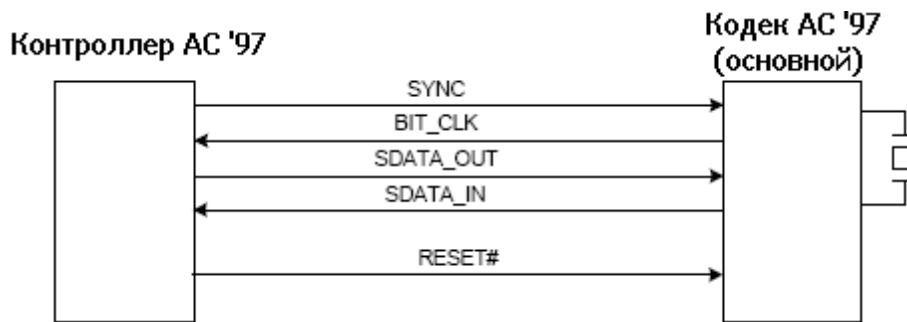 Контроллер AC '97
Кодек AC '97
(основной)
SYNC
BIT_CLK
SDATA_OUT
SDATA_IN
RESET#